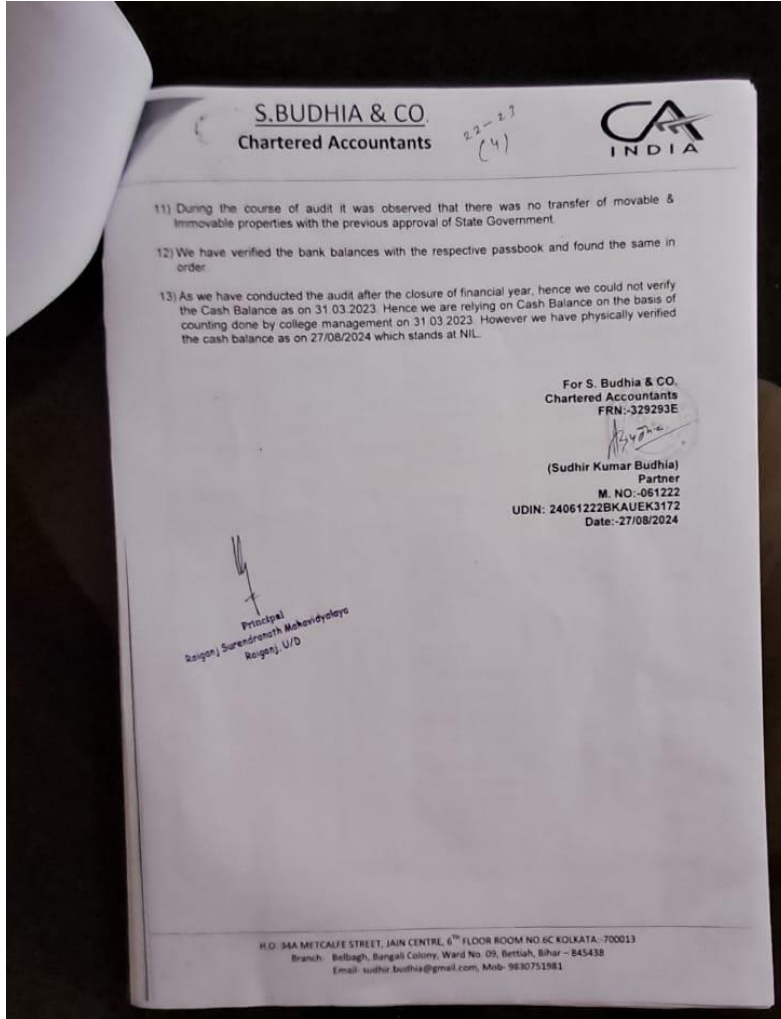 S.BUDHIA & CO.
Chartered Accountants
22-23
(4)
CA
INDIA
11) During the course of audit it was observed that there was no transfer of movable &
Immovable properties with the previous approval of State Government.
12) We have verified the bank balances with the respective passbook and found the same in
order.
13) As we have conducted the audit after the closure of financial year, hence we could not verify
the Cash Balance as on 31.03.2023. Hence we are relying on Cash Balance on the basis of
counting done by college management on 31.03.2023. However we have physically verified
the cash balance as on 27/08/2024 which stands at NIL.
For S. Budhia & CO.
Chartered Accountants
FRN:-329293E
SBudhia
(Sudhir Kumar Budhia)
Partner
M. NO:-061222
UDIN: 24061222BKAUEK3172
Date:-27/08/2024
Principal
Raiganj Surendranath Mahavidyalaya
Raiganj, U/D
H.O. 34A METCALFE STREET, JAIN CENTRE, 6TH FLOOR ROOM NO.6C KOLKATA:-700013
Branch: Belbagh, Bangali Colony, Ward No. 09, Bettiah, Bihar – 845438
Email- sudhir.budhia@gmail.com, Mob- 9830751981